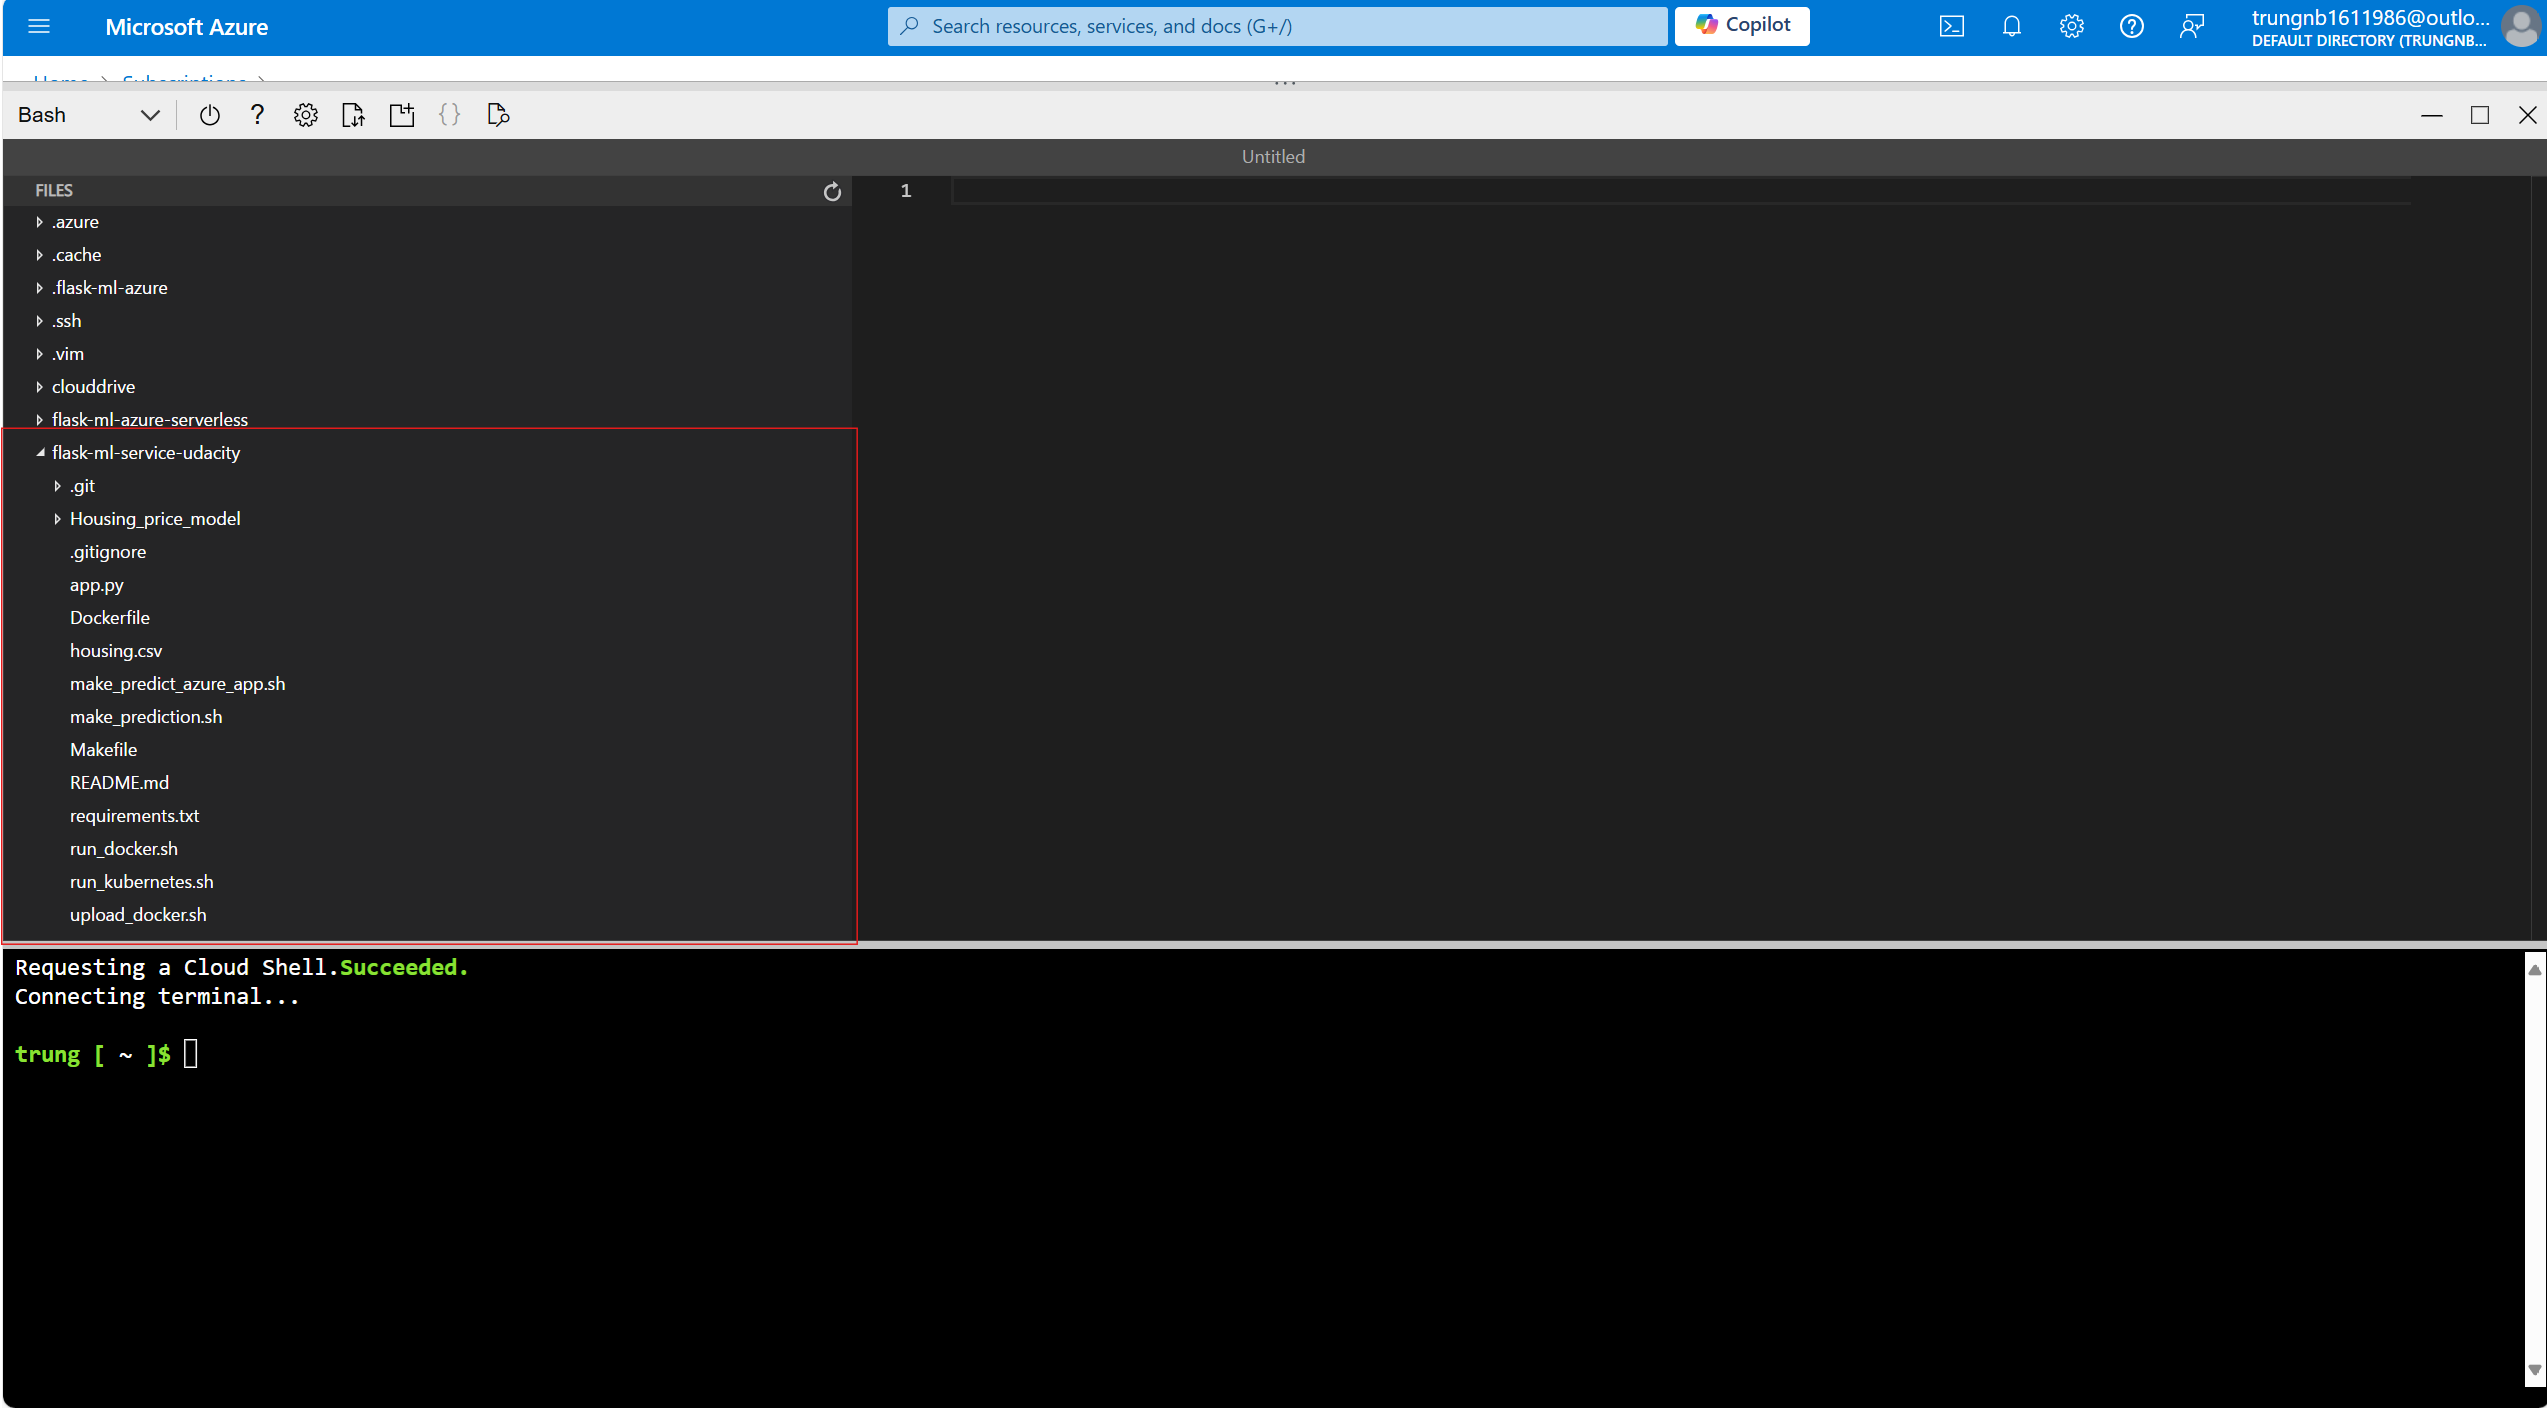 Microsoft Azure
Search resources, services, and docs (G+/)
Copilot
trungnb1611986@outlo...
DEFAULT DIRECTORY (TRUNGNB...
Home > Subscriptions >
...
Bash
?
{}
Untitled
FILES
1
.azure
.cache
.flask-ml-azure
.ssh
.vim
clouddrive
flask-ml-azure-serverless
flask-ml-service-udacity
.git
Housing_price_model
.gitignore
app.py
Dockerfile
housing.csv
make_predict_azure_app.sh
make_prediction.sh
Makefile
README.md
requirements.txt
run_docker.sh
run_kubernetes.sh
upload_docker.sh
Requesting a Cloud Shell.Succeeded.
Connecting terminal...
trung [ ~ ]$